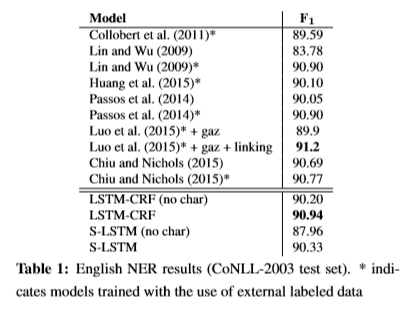 Model F1
Collobert et al. (2011)* 89.59
Lin and Wu (2009) 83.78
Lin and Wu (2009)* 90.90
Huang et al. (2015)* 90.10
Passos et al. (2014) 90.05
Passos et al. (2014)* 90.90
Luo et al. (2015)* + gaz 89.9
Luo et al. (2015)* + gaz + linking 91.2
Chiu and Nichols (2015) 90.69
Chiu and Nichols (2015)* 90.77
LSTM-CRF (no char) 90.20
LSTM-CRF 90.94
S-LSTM (no char) 87.96
S-LSTM 90.33
Table 1: English NER results (CoNLL-2003 test set). * indi-
cates models trained with the use of external labeled data